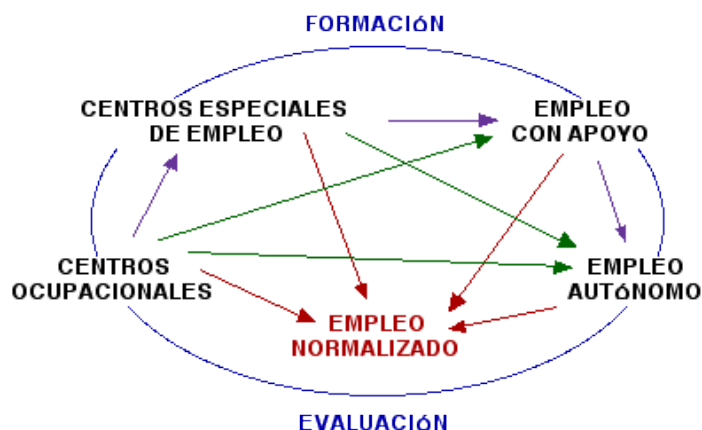 FORMACIóN
CENTROS ESPECIALES
DE EMPLEO
EMPLEO
CON APOYO
CENTROS
OCUPACIONALES
EMPLEO
AUTóNOMO
EMPLEO
NORMALIZADO
EVALUACIóN